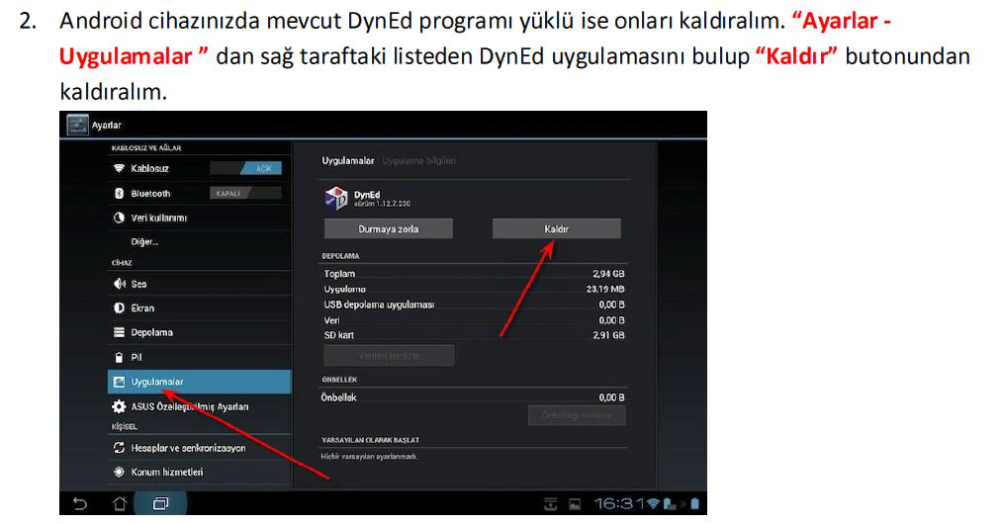 2. Android cihazınızda mevcut DynEd programı yüklü ise onları kaldıralım. “Ayarlar -
Uygulamalar ” dan sağ taraftaki listeden DynEd uygulamasını bulup “Kaldır” butonundan
kaldıralım.
Ayarlar
KABLOSUZ VE AĞLAR
Kablosuz AÇIK
Bluetooth KAPALI
Veri kullanımı
Diğer...
CİHAZ
Ses
Ekran
Depolama
Pil
Uygulamalar
ASUS Özelleştirilmiş Ayarları
KİŞİSEL
Hesaplar ve senkronizasyon
Konum hizmetleri
Uygulamalar Uygulama bilgileri
DynEd
sürüm 1.12.7.230
Durmaya zorla Kaldır
DEPOLAMA
Toplam 2,94 GB
Uygulama 23,19 MB
USB depolama uygulaması 0,00 B
Veri 0,00 B
SD kart 2,91 GB
Verileri temizle
ÖNBELLEK
Önbellek 0,00 B
Önbelleği temizle
VARSAYILAN OLARAK BAŞLAT
Hiçbir varsayılan ayarlanmadı.
16:31